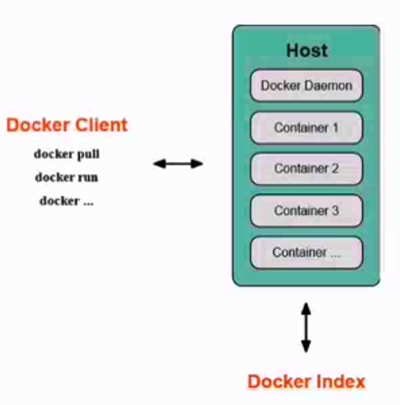 Host
Docker Daemon
Container 1
Container 2
Container 3
Container ...
Docker Client
docker pull
docker run
docker ...
Docker Index